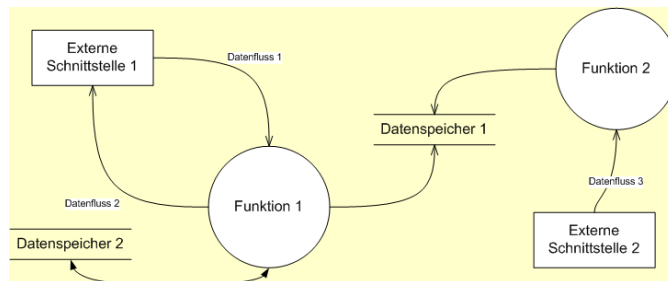 Externe
Schnittstelle 1
Datenfluss 1
Funktion 2
Datenspeicher 1
Datenfluss 3
Datenfluss 2
Funktion 1
Externe
Schnittstelle 2
Datenspeicher 2